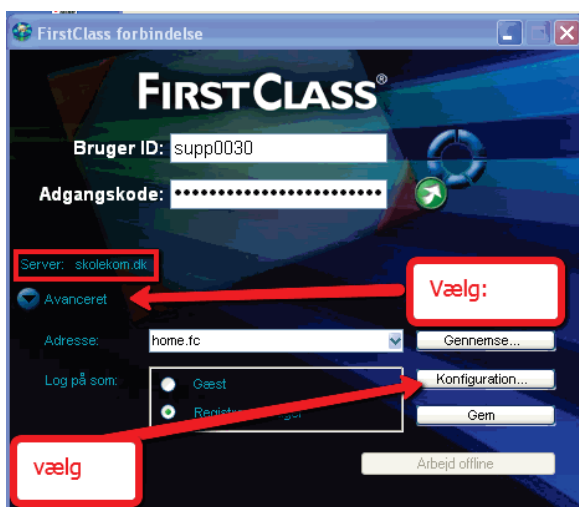 FirstClass forbindelse
FIRSTCLASS®
Bruger ID: supp0030
Adgangskode: ••••••••••••••••••••••••
Server: skolekom.dk
Avanceret
Vælg:
Adresse: home.fc Gennemse...
Log på som: Gæst Konfiguration...
Gem
vælg
Arbejd offline